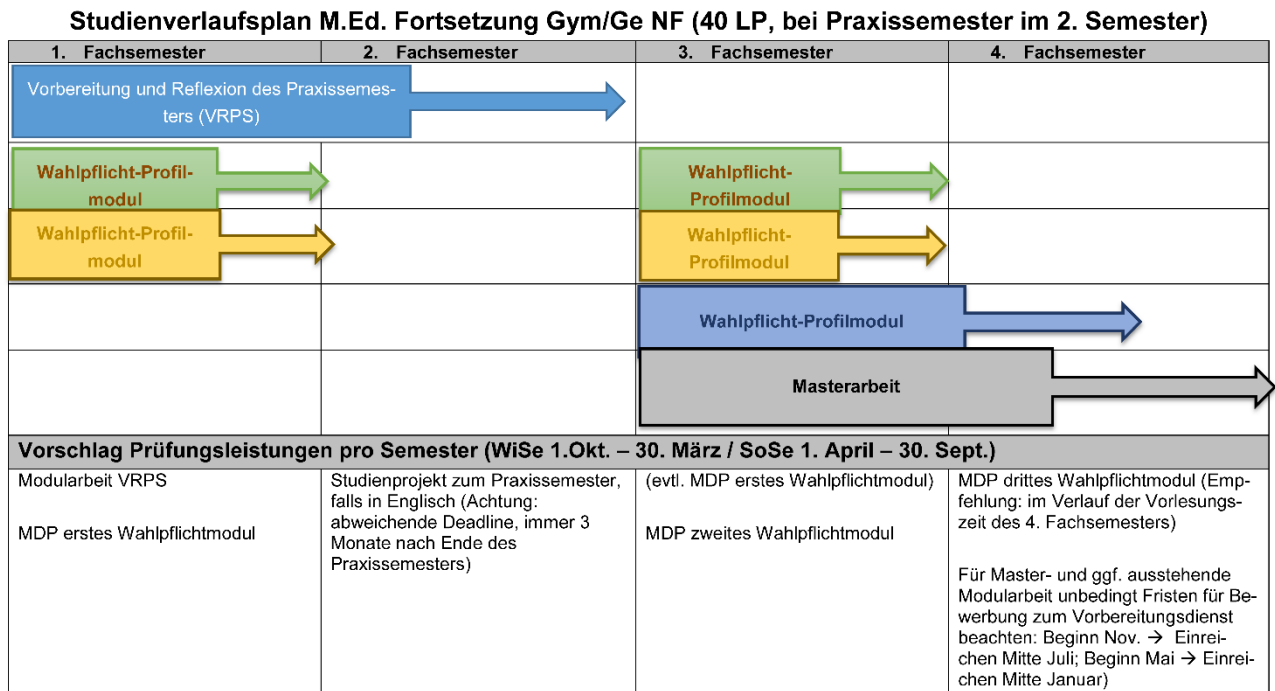 Studienverlaufsplan M.Ed. Fortsetzung Gym/Ge NF (40 LP, bei Praxissemester im 2. Semester)
1. Fachsemester
2. Fachsemester
3. Fachsemester
4. Fachsemester
Vorbereitung und Reflexion des Praxissemes-
ters (VRPS)
Wahlpflicht-Profil-
modul
Wahlpflicht-
Profilmodul
Wahlpflicht-Profil-
modul
Wahlpflicht-
Profilmodul
Wahlpflicht-Profilmodul
Masterarbeit
Vorschlag Prüfungsleistungen pro Semester (WiSe 1.Okt. – 30. März / SoSe 1. April – 30. Sept.)
Modularbeit VRPS
MDP erstes Wahlpflichtmodul
Studienprojekt zum Praxissemester,
falls in Englisch (Achtung:
abweichende Deadline, immer 3
Monate nach Ende des
Praxissemesters)
(evtl. MDP erstes Wahlpflichtmodul)
MDP zweites Wahlpflichtmodul
MDP drittes Wahlpflichtmodul (Emp-
fehlung: im Verlauf der Vorlesungs-
zeit des 4. Fachsemesters)
Für Master- und ggf. ausstehende
Modularbeit unbedingt Fristen für Be-
werbung zum Vorbereitungsdienst
beachten: Beginn Nov. → Einrei-
chen Mitte Juli; Beginn Mai → Einrei-
chen Mitte Januar)